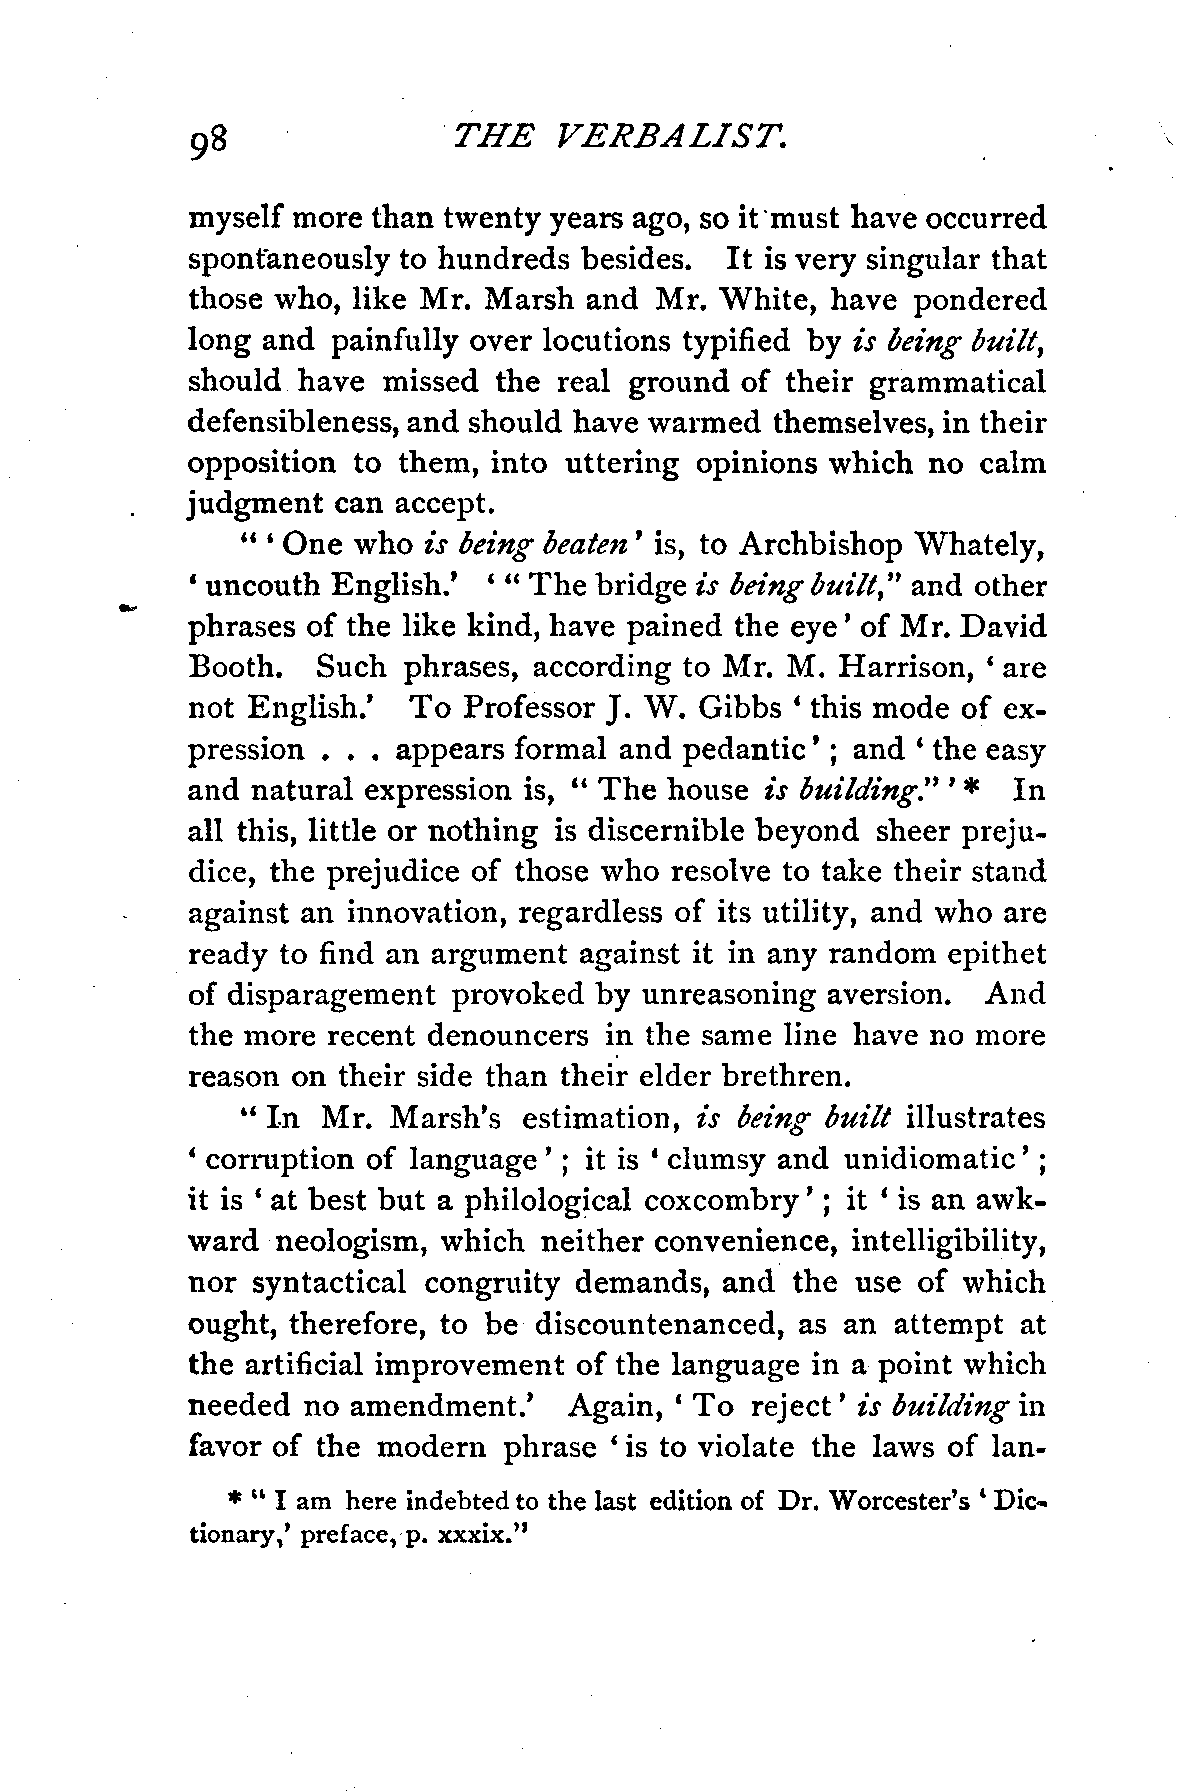 98 THE VERBALIST.
myself more than twenty years ago, so it must have occurred
spontaneously to hundreds besides. It is very singular that
those who, like Mr. Marsh and Mr. White, have pondered
long and painfully over locutions typified by is being built,
should have missed the real ground of their grammatical
defensibleness, and should have warmed themselves, in their
opposition to them, into uttering opinions which no calm
judgment can accept.
“ ‘ One who is being beaten ’ is, to Archbishop Whately,
‘ uncouth English.’ ‘ “ The bridge is being built,” and other
phrases of the like kind, have pained the eye ’ of Mr. David
Booth. Such phrases, according to Mr. M. Harrison, ‘ are
not English.’ To Professor J. W. Gibbs ‘ this mode of ex-
pression . . . appears formal and pedantic ’ ; and ‘ the easy
and natural expression is, “ The house is building.” ’ * In
all this, little or nothing is discernible beyond sheer preju-
dice, the prejudice of those who resolve to take their stand
against an innovation, regardless of its utility, and who are
ready to find an argument against it in any random epithet
of disparagement provoked by unreasoning aversion. And
the more recent denouncers in the same line have no more
reason on their side than their elder brethren.
“ In Mr. Marsh’s estimation, is being built illustrates
‘ corruption of language ’ ; it is ‘ clumsy and unidiomatic ’ ;
it is ‘ at best but a philological coxcombry ’ ; it ‘ is an awk-
ward neologism, which neither convenience, intelligibility,
nor syntactical congruity demands, and the use of which
ought, therefore, to be discountenanced, as an attempt at
the artificial improvement of the language in a point which
needed no amendment.’ Again, ‘ To reject ’ is building in
favor of the modern phrase ‘ is to violate the laws of lan-
* “ I am here indebted to the last edition of Dr. Worcester’s ‘ Dic-
tionary,’ preface, p. xxxix.”